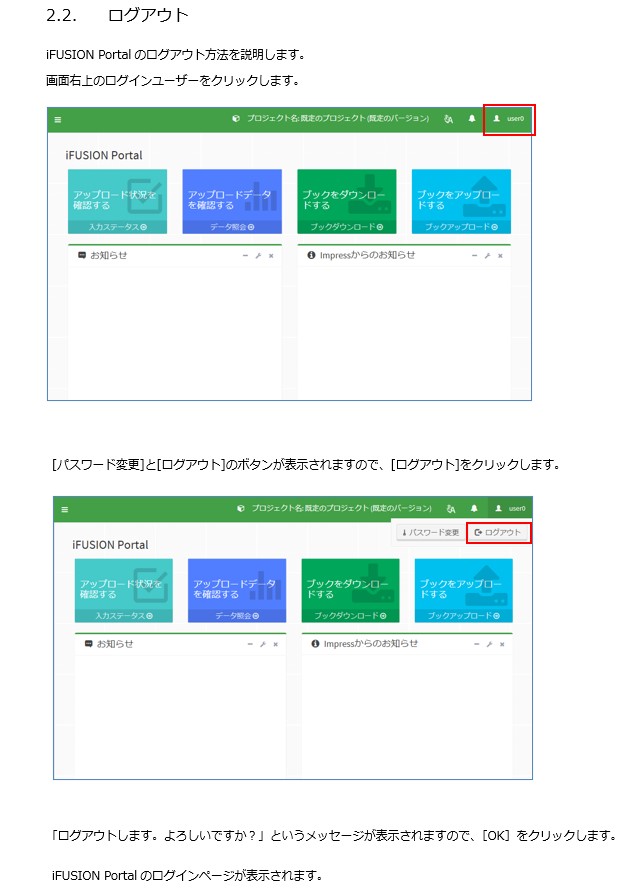 2.2. ログアウト
iFUSION Portal のログアウト方法を説明します。
画面右上のログインユーザーをクリックします。
プロジェクト名: 既定のプロジェクト (既定のバージョン) user0
iFUSION Portal
アップロード状況を
確認する
入力ステータス
アップロードデータ
を確認する
データ照会
ブックをダウンロー
ドする
ブックダウンロード
ブックをアップロー
ドする
ブックアップロード
お知らせ
Impressからのお知らせ
[パスワード変更]と[ログアウト]のボタンが表示されますので、[ログアウト]をクリックします。
プロジェクト名: 既定のプロジェクト (既定のバージョン) user0
パスワード変更 ログアウト
iFUSION Portal
アップロード状況を
確認する
入力ステータス
アップロードデータ
を確認する
データ照会
ブックをダウンロー
ドする
ブックダウンロード
ブックをアップロー
ドする
ブックアップロード
お知らせ
Impressからのお知らせ
「ログアウトします。よろしいですか？」というメッセージが表示されますので、[OK] をクリックします。
iFUSION Portal のログインページが表示されます。